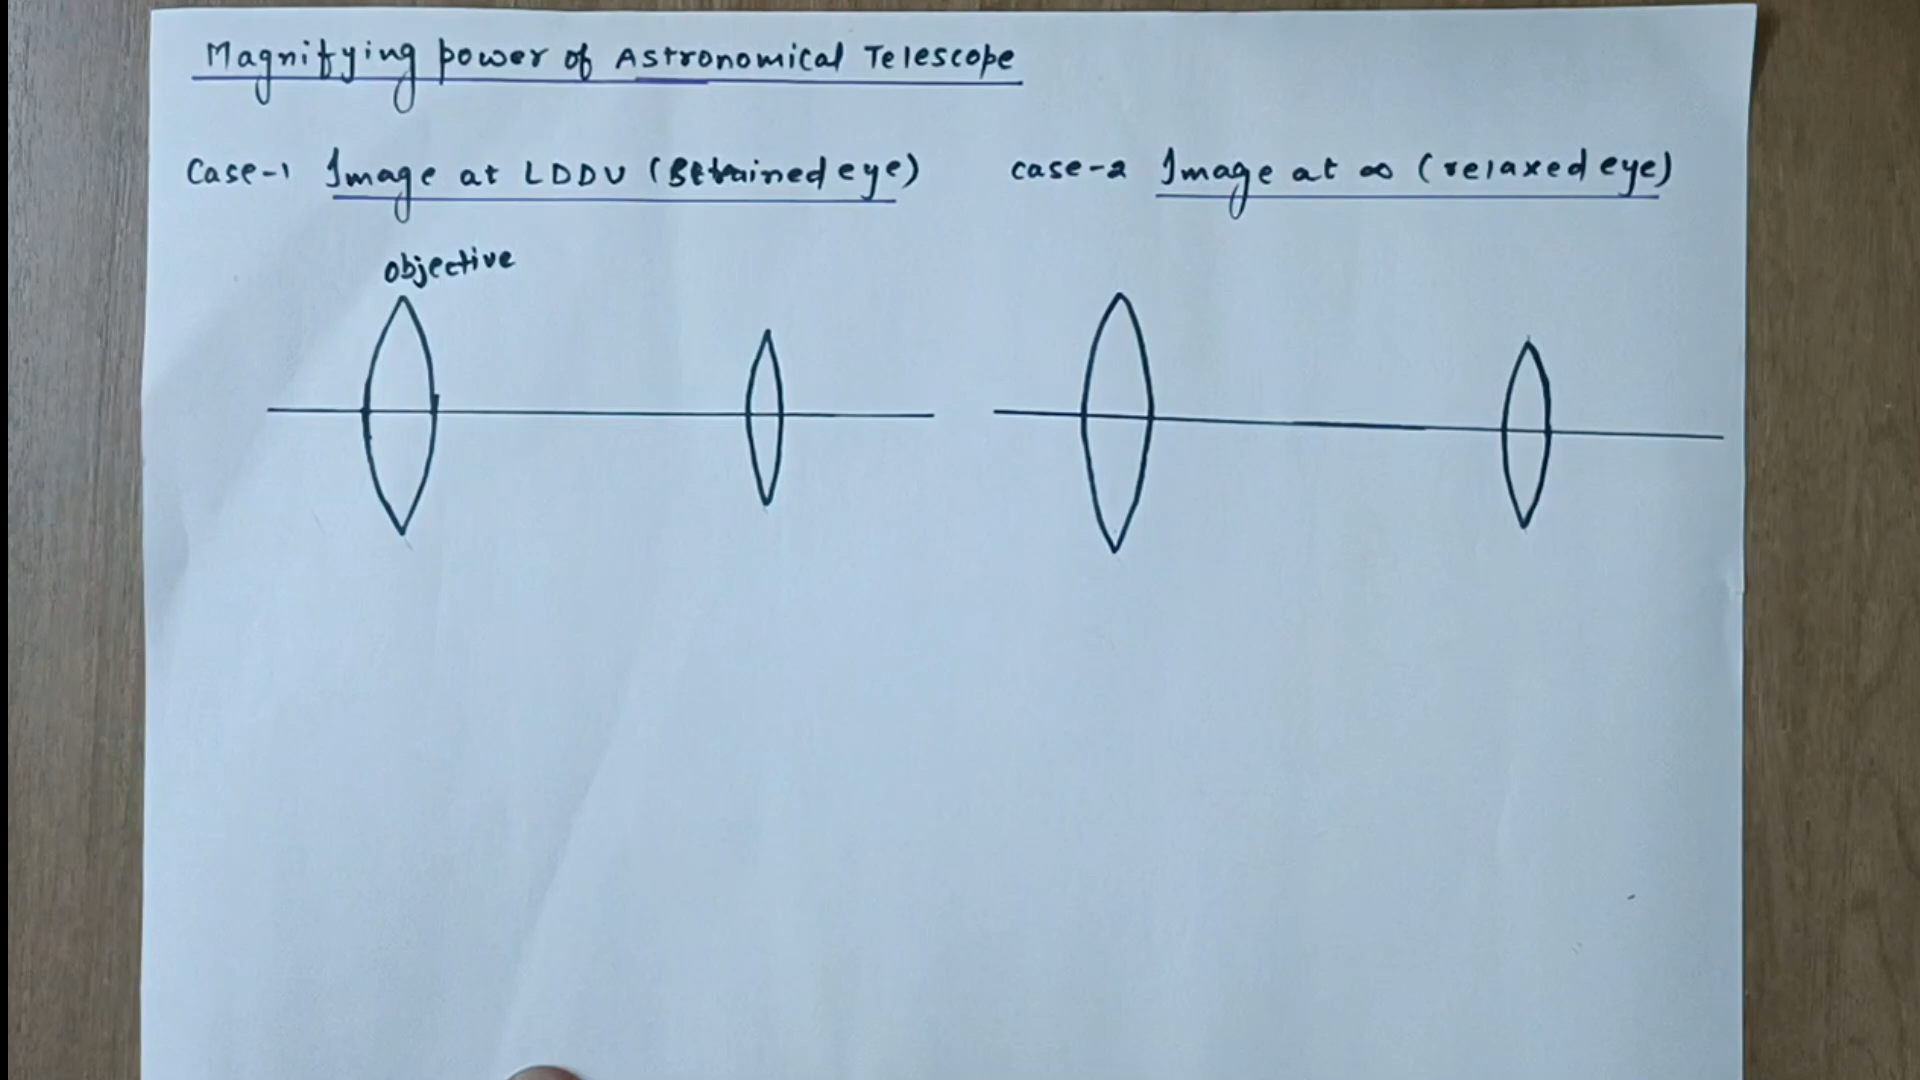 Magnifying power of Astronomical Telescope
Case-1 Image at LDDV (Strained eye)
case-2 Image at ∞ (relaxed eye)
objective